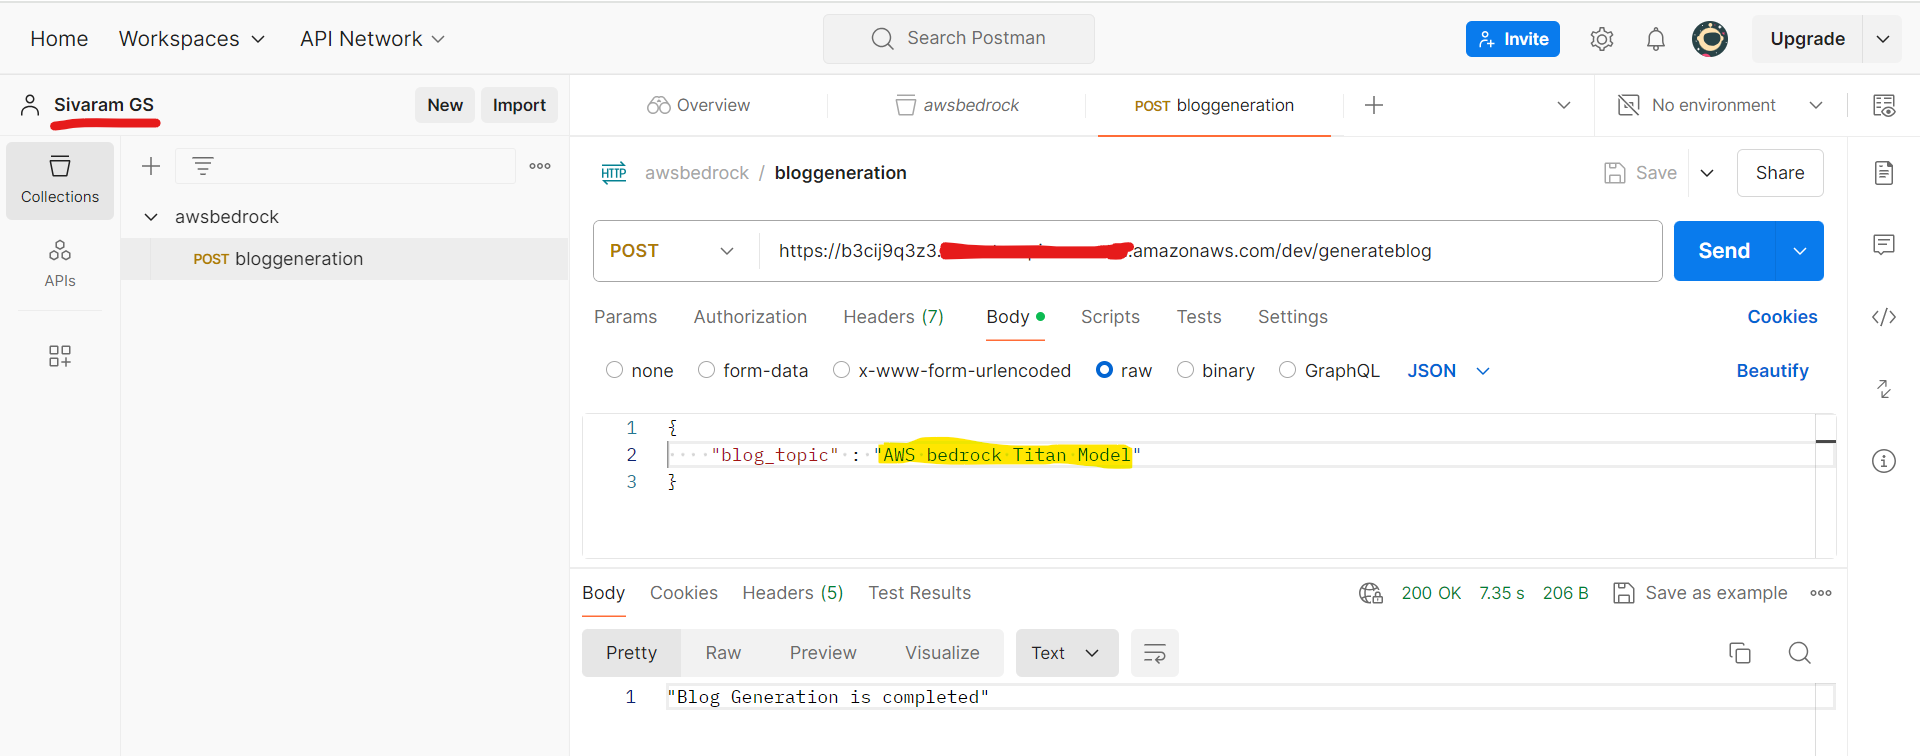 Home Workspaces API Network Search Postman Invite Upgrade
Sivaram GS New Import Overview awsbedrock POST bloggeneration No environment
Collections
awsbedrock
POST bloggeneration
APIs
HTTP awsbedrock / bloggeneration Save Share
POST https://b3cij9q3z3. .amazonaws.com/dev/generateblog Send
Params Authorization Headers (7) Body Scripts Tests Settings Cookies
none form-data x-www-form-urlencoded raw binary GraphQL JSON Beautify
1 {
2 "blog_topic" : "AWS bedrock Titan Model"
3 }
Body Cookies Headers (5) Test Results 200 OK 7.35 s 206 B Save as example
Pretty Raw Preview Visualize Text
1 "Blog Generation is completed"